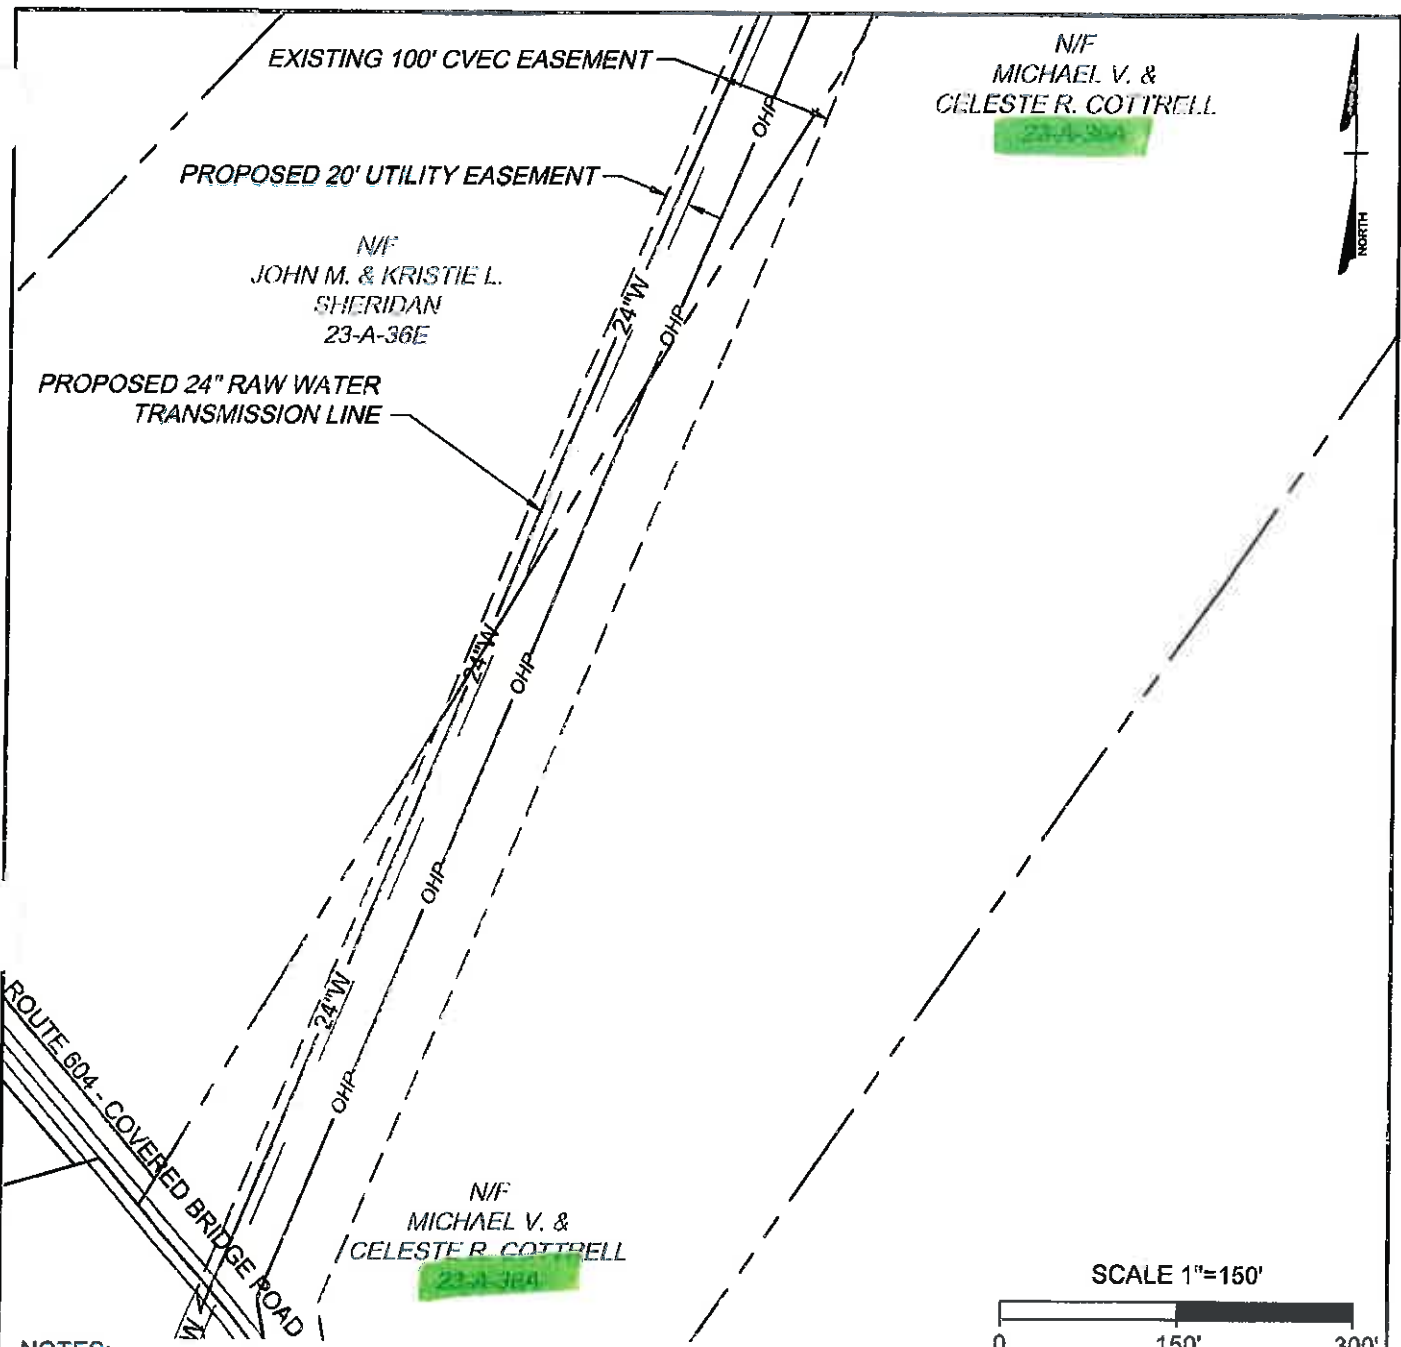 EXISTING 100' CVEC EASEMENT
N/F
MICHAEL V. &
CELESTE R. COTTRELL
PROPOSED 20' UTILITY EASEMENT
NORTH
N/F
JOHN M. & KRISTIE L.
SHERIDAN
23-A-36E
PROPOSED 24" RAW WATER
TRANSMISSION LINE
OHP
24"W
OHP
24"W
OHP
OHP
24"W
OHP
ROUTE 604 - COVERED BRIDGE ROAD
W
N/F
MICHAEL V. &
CELESTE R. COTTRELL
SCALE 1"=150'
0 150' 300'
NOTES: